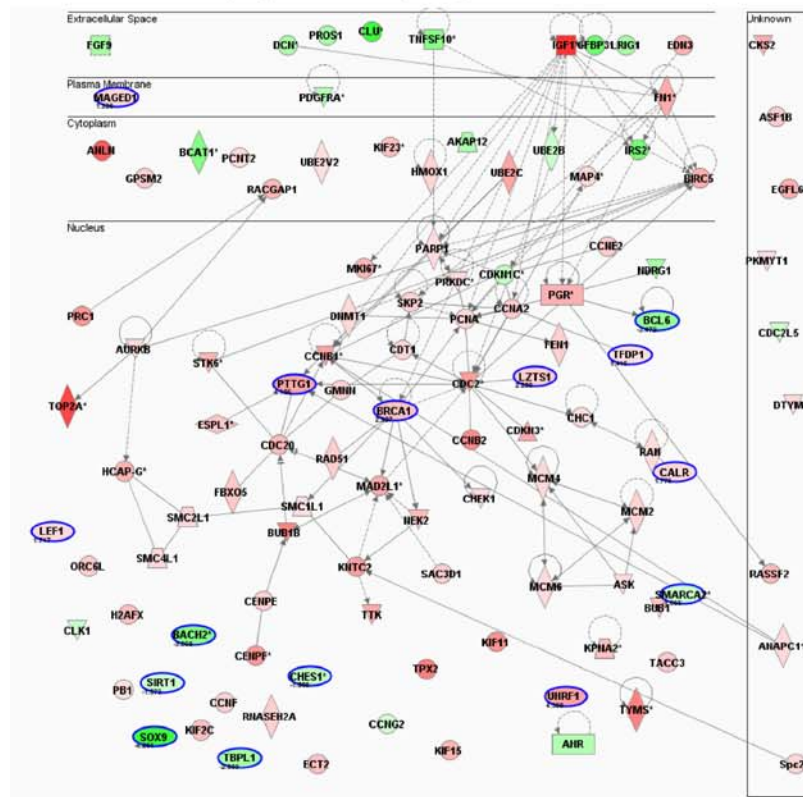 Extracellular Space
Unknown
FGF9
DCN*
PROS1
CLU*
TNFSF10*
IGF1*
IGFBP3
LRIG1
EDN3
CKS2
Plasma Membrane
MAGED1
PDGFRA*
FN1*
Cytoplasm
ANLN
GPSM2
BCAT1*
PCNT2
UBE2V2
KIF23*
HMOX1
AKAP12
UBE2C
UBE2B
MAP4*
IRS2*
BIRC5
ASF1B
RACGAP1
EGFL6
Nucleus
PARP1
CCNE2
MKI67*
PRKDC*
CDKN1C*
NDRG1
PKMYT1
PRC1
DNMT1
SKP2
PCNA
CCNA2
PGR*
BCL6
CDC2L5
AURKB
STK6*
CCNB1*
CDT1
FEN1
TFDP1
TOP2A*
PTTG1
GMNN
CDC2*
LZTS1
DTYM
ESPL1*
BRCA1
CHC1
CDC20
CCNB2
CDKN3*
RAN
HCAP-G*
FBXO5
RAD51
MAD2L1*
CHEK1
MCM4
CALR
SMC2L1
SMC1L1
NEK2
MCM2
LEF1
BUB1B
SMC4L1
KNTC2
SAC3D1
MCM6
ASK
ORC6L
CENPE
SMARCA2*
RASSF2
CLK1
H2AFX
BACH2*
TTK
BUB1
CENPF*
KIF11
KPNA2*
ANAPC1*
TPX2
TACC3
PB1
SIRT1
CHES1*
UHRF1
CCNF
RNASEH2A
CCNG2
TYMS*
SOX9
KIF2C
TBPL1
ECT2
KIF15
AHR